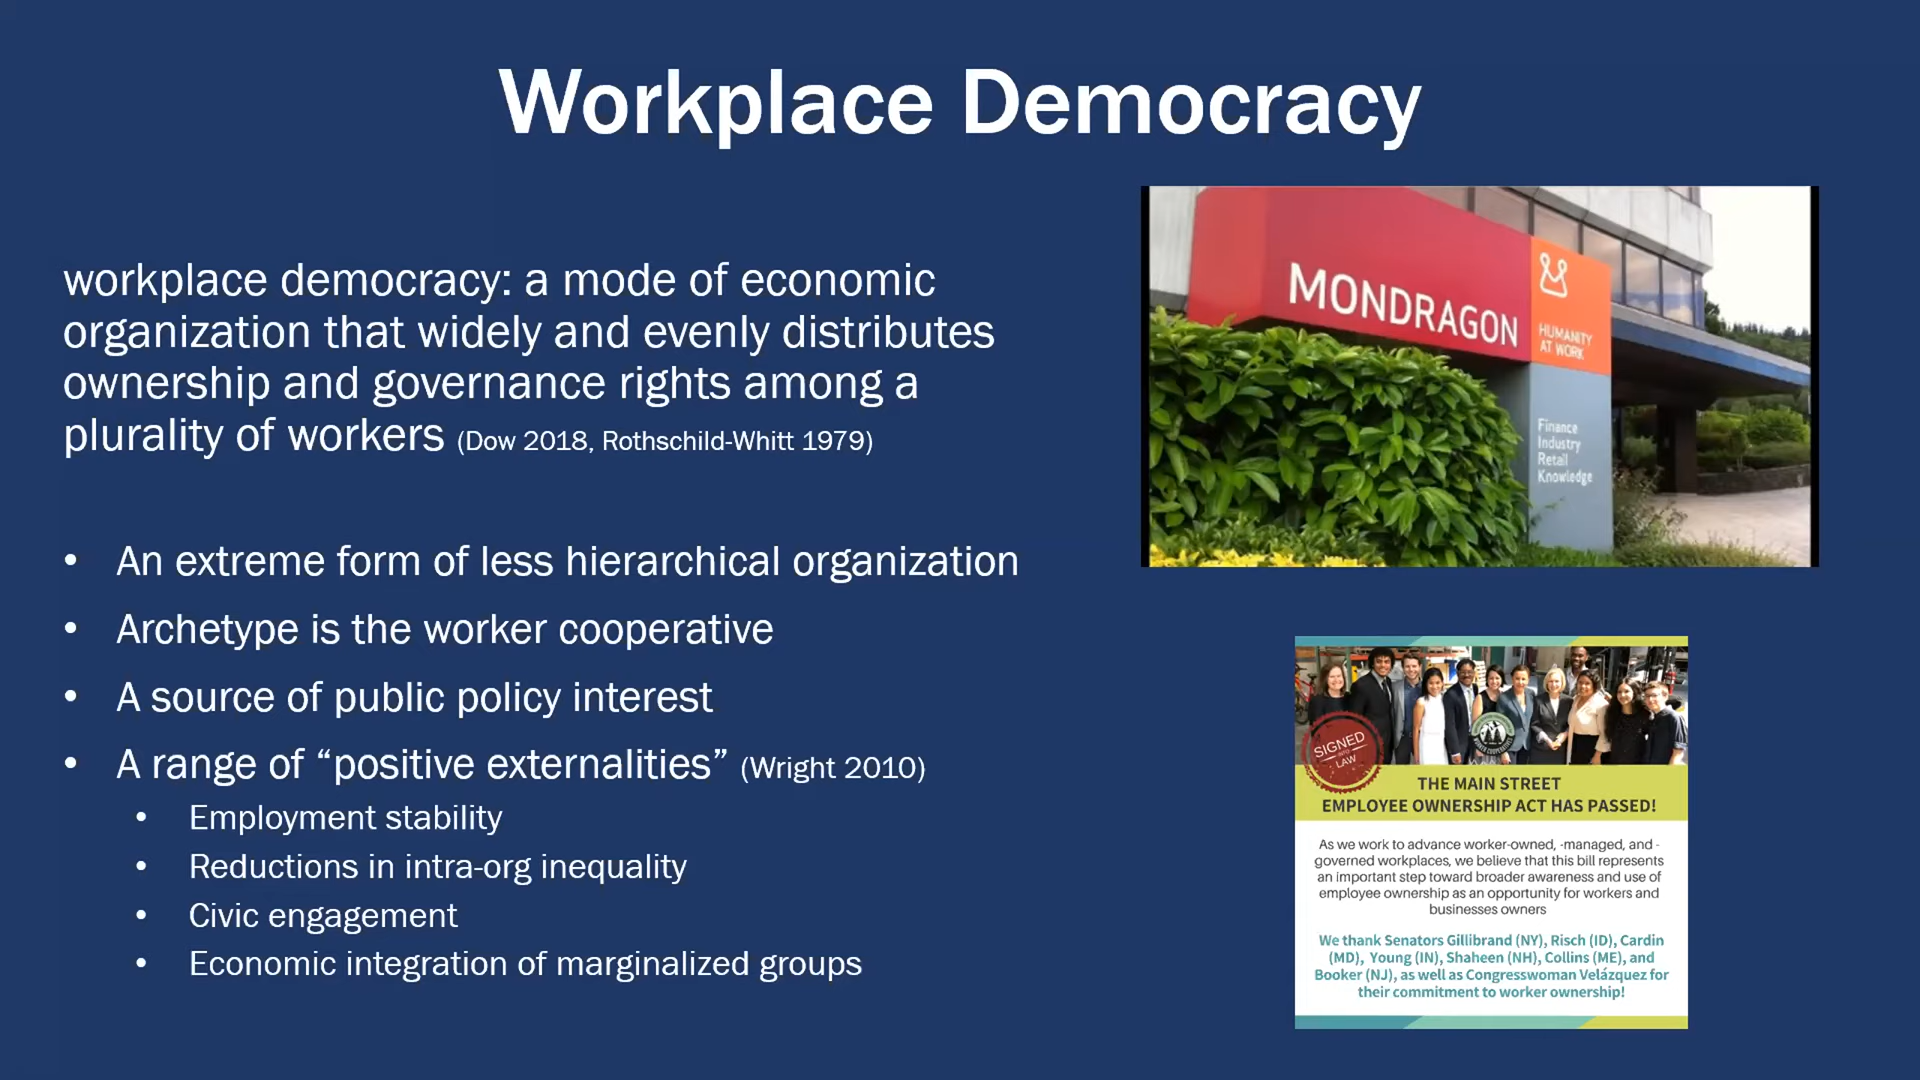 Workplace Democracy
workplace democracy: a mode of economic
organization that widely and evenly distributes
ownership and governance rights among a
plurality of workers (Dow 2018, Rothschild-Whitt 1979)
• An extreme form of less hierarchical organization
• Archetype is the worker cooperative
• A source of public policy interest
• A range of “positive externalities” (Wright 2010)
• Employment stability
• Reductions in intra-org inequality
• Civic engagement
• Economic integration of marginalized groups
MONDRAGON
HUMANITY
AT WORK
Finance
Industry
Retail
Knowledge
SIGNED
INTO
LAW
THE MAIN STREET
EMPLOYEE OWNERSHIP ACT HAS PASSED!
As we work to advance worker-owned, -managed, and -
governed workplaces, we believe that this bill represents
an important step toward broader awareness and use of
employee ownership as an opportunity for workers and
businesses owners
We thank Senators Gillibrand (NY), Risch (ID), Cardin
(MD), Young (IN), Shaheen (NH), Collins (ME), and
Booker (NJ), as well as Congresswoman Velázquez for
their commitment to worker ownership!